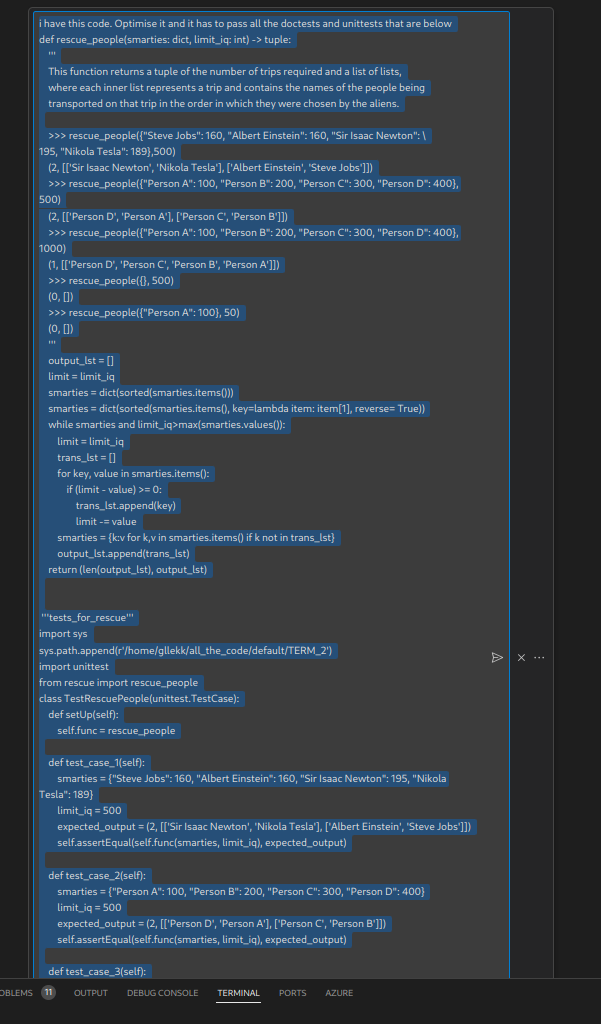 i have this code. Optimise it and it has to pass all the doctests and unittests that are below
def rescue_people(smarties: dict, limit_iq: int) -> tuple:
'''
This function returns a tuple of the number of trips required and a list of lists,
where each inner list represents a trip and contains the names of the people being
transported on that trip in the order in which they were chosen by the aliens.
>>> rescue_people({"Steve Jobs": 160, "Albert Einstein": 160, "Sir Isaac Newton": \
195, "Nikola Tesla": 189},500)
(2, [['Sir Isaac Newton', 'Nikola Tesla'], ['Albert Einstein', 'Steve Jobs']])
>>> rescue_people({"Person A": 100, "Person B": 200, "Person C": 300, "Person D": 400},
500)
(2, [['Person D', 'Person A'], ['Person C', 'Person B']])
>>> rescue_people({"Person A": 100, "Person B": 200, "Person C": 300, "Person D": 400},
1000)
(1, [['Person D', 'Person C', 'Person B', 'Person A']])
>>> rescue_people({}, 500)
(0, [])
>>> rescue_people({"Person A": 100}, 50)
(0, [])
'''
output_lst = []
limit = limit_iq
smarties = dict(sorted(smarties.items()))
smarties = dict(sorted(smarties.items(), key=lambda item: item[1], reverse= True))
while smarties and limit_iq>max(smarties.values()):
limit = limit_iq
trans_lst = []
for key, value in smarties.items():
if (limit - value) >= 0:
trans_lst.append(key)
limit -= value
smarties = {k:v for k,v in smarties.items() if k not in trans_lst}
output_lst.append(trans_lst)
return (len(output_lst), output_lst)
'''tests_for_rescue'''
import sys
sys.path.append(r'/home/gllekk/all_the_code/default/TERM_2')
import unittest
from rescue import rescue_people
class TestRescuePeople(unittest.TestCase):
def setUp(self):
self.func = rescue_people
def test_case_1(self):
smarties = {"Steve Jobs": 160, "Albert Einstein": 160, "Sir Isaac Newton": 195, "Nikola
Tesla": 189}
limit_iq = 500
expected_output = (2, [['Sir Isaac Newton', 'Nikola Tesla'], ['Albert Einstein', 'Steve Jobs']])
self.assertEqual(self.func(smarties, limit_iq), expected_output)
def test_case_2(self):
smarties = {"Person A": 100, "Person B": 200, "Person C": 300, "Person D": 400}
limit_iq = 500
expected_output = (2, [['Person D', 'Person A'], ['Person C', 'Person B']])
self.assertEqual(self.func(smarties, limit_iq), expected_output)
def test_case_3(self):
OBLEMS 11 OUTPUT DEBUG CONSOLE TERMINAL PORTS AZURE